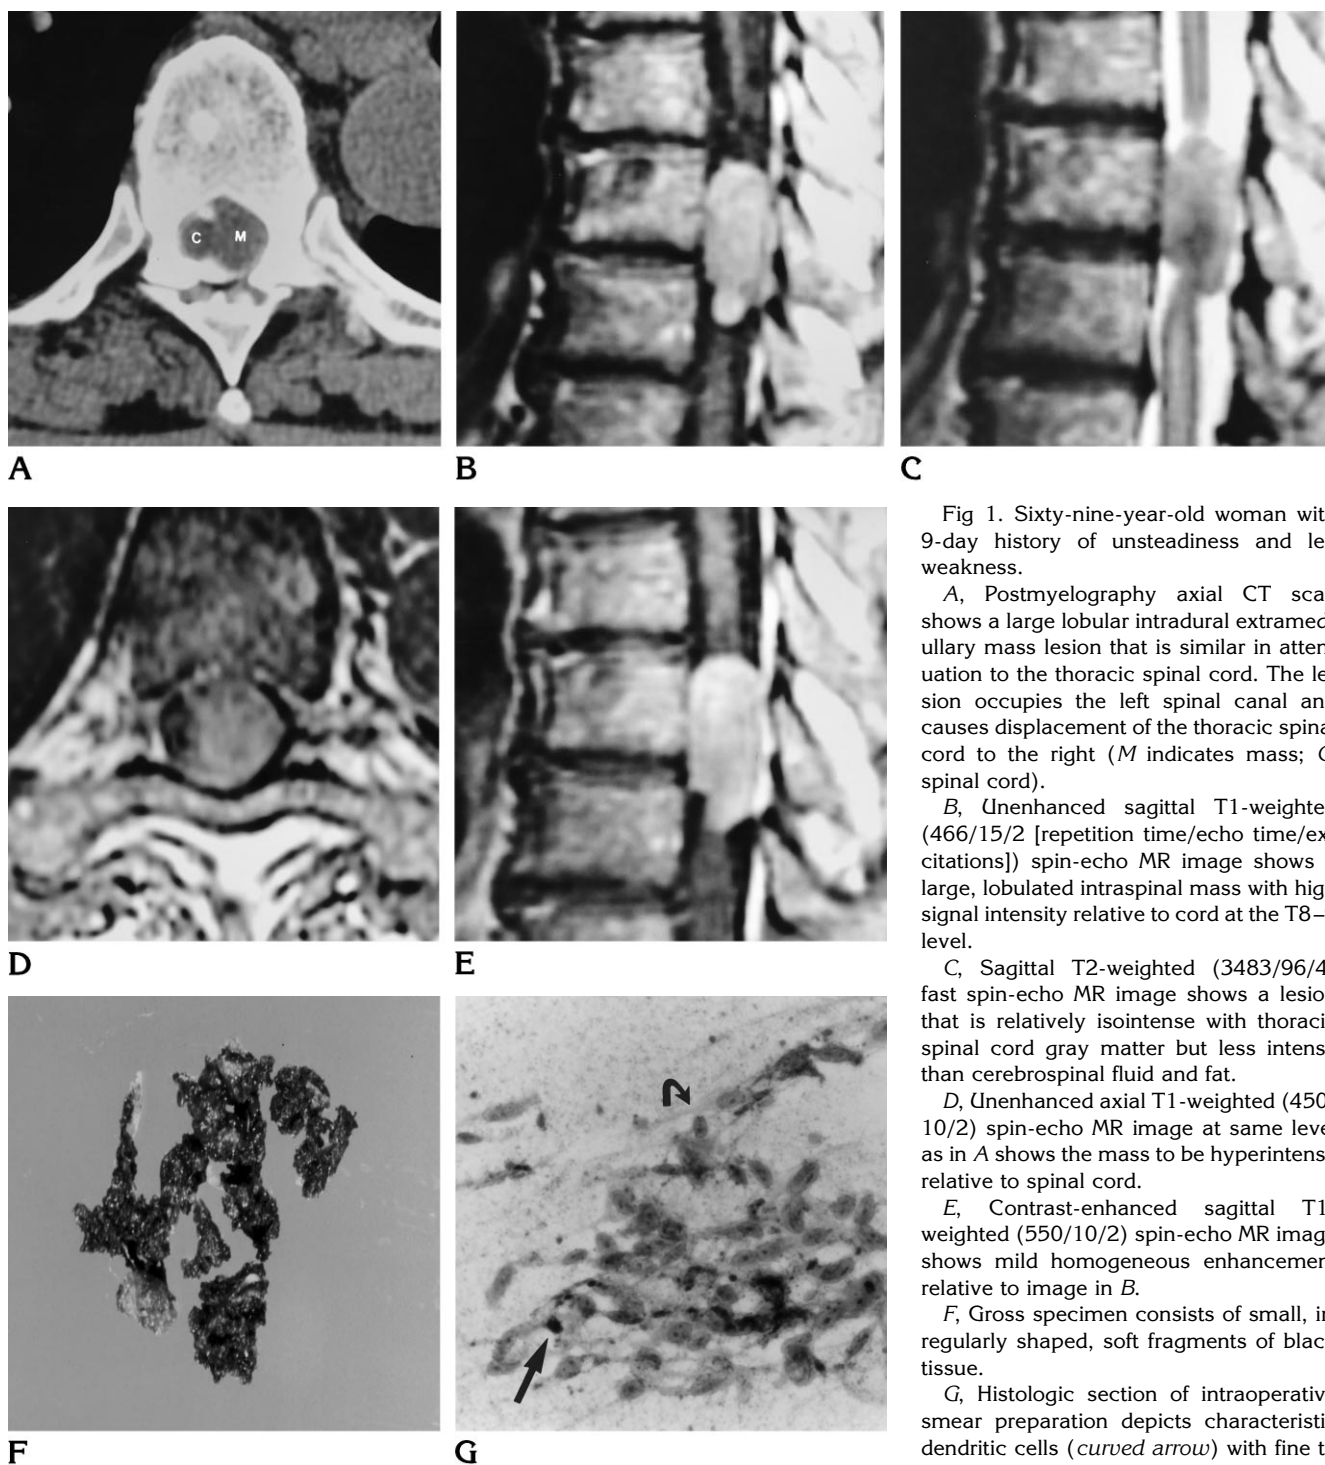 C M
A
B
C
D
E
F
G
Fig 1. Sixty-nine-year-old woman wit
9-day history of unsteadiness and le
weakness.
A, Postmyelography axial CT sca
shows a large lobular intradural extramed
ullary mass lesion that is similar in atten
uation to the thoracic spinal cord. The le
sion occupies the left spinal canal an
causes displacement of the thoracic spina
cord to the right (M indicates mass; C
spinal cord).
B, Unenhanced sagittal T1-weighte
(466/15/2 [repetition time/echo time/ex
citations]) spin-echo MR image shows
large, lobulated intraspinal mass with hig
signal intensity relative to cord at the T8–
level.
C, Sagittal T2-weighted (3483/96/4
fast spin-echo MR image shows a lesio
that is relatively isointense with thoraci
spinal cord gray matter but less intens
than cerebrospinal fluid and fat.
D, Unenhanced axial T1-weighted (450
10/2) spin-echo MR image at same leve
as in A shows the mass to be hyperintens
relative to spinal cord.
E, Contrast-enhanced sagittal T1
weighted (550/10/2) spin-echo MR imag
shows mild homogeneous enhancemen
relative to image in B.
F, Gross specimen consists of small, ir
regularly shaped, soft fragments of blac
tissue.
G, Histologic section of intraoperativ
smear preparation depicts characteristi
dendritic cells (curved arrow) with fine t